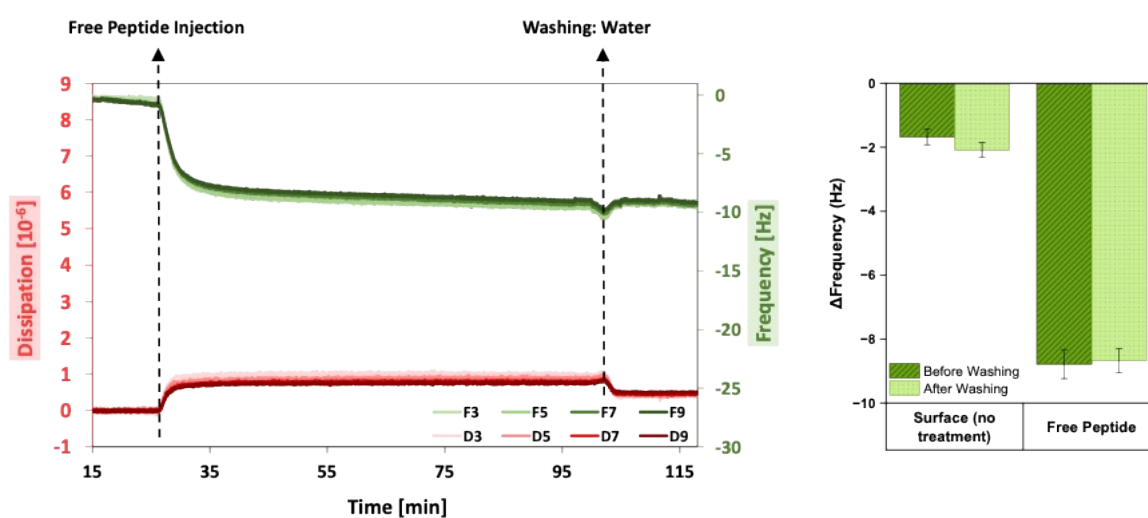 Free Peptide Injection
Washing: Water
Dissipation [10⁻⁶]
9
8
7
6
5
4
3
2
1
0
-1
0
-5
-10
-15
-20
-25
-30
Frequency [Hz]
F3 F5 F7 F9
D3 D5 D7 D9
15 35 55 75 95 115
Time [min]
ΔFrequency (Hz)
0
−2
−4
−6
−8
−10
Before Washing
After Washing
Surface (no
treatment)
Free Peptide